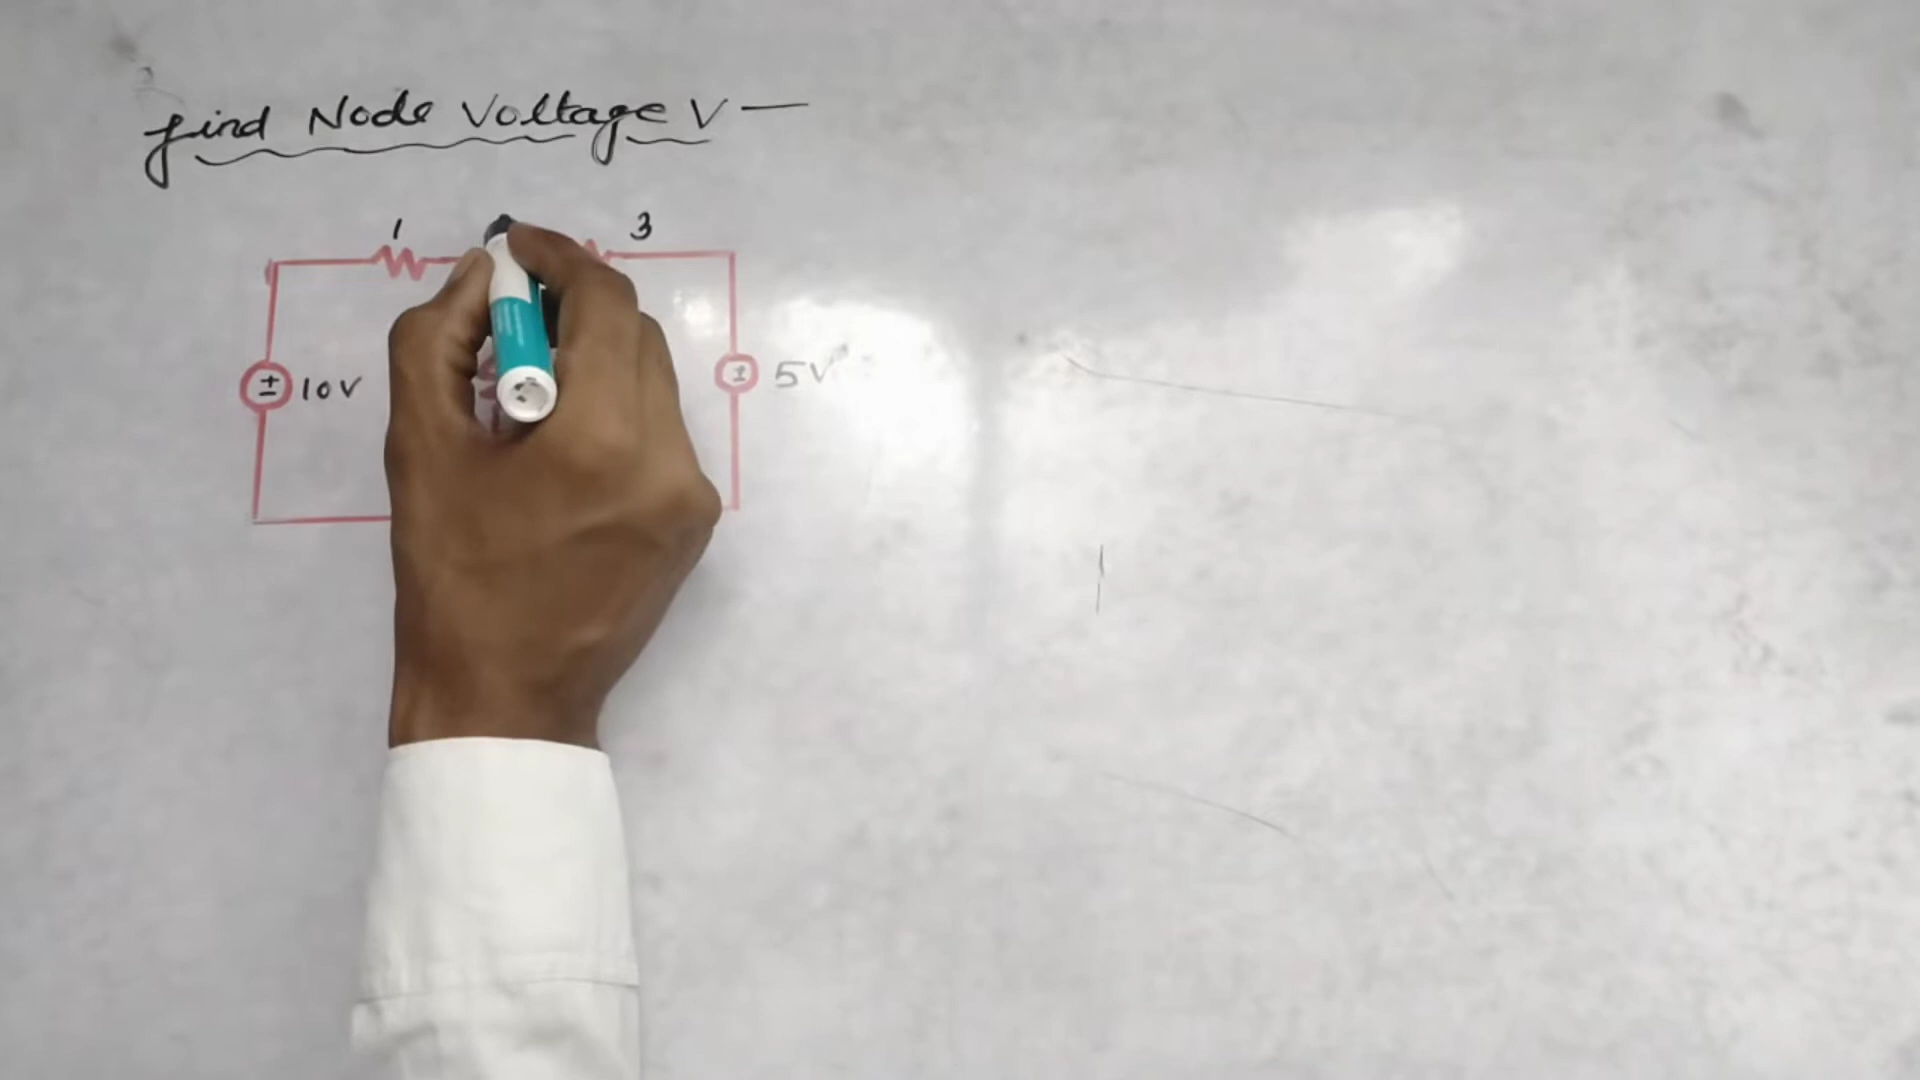 find Node Voltage V —
1
3
± 10V
± 5V